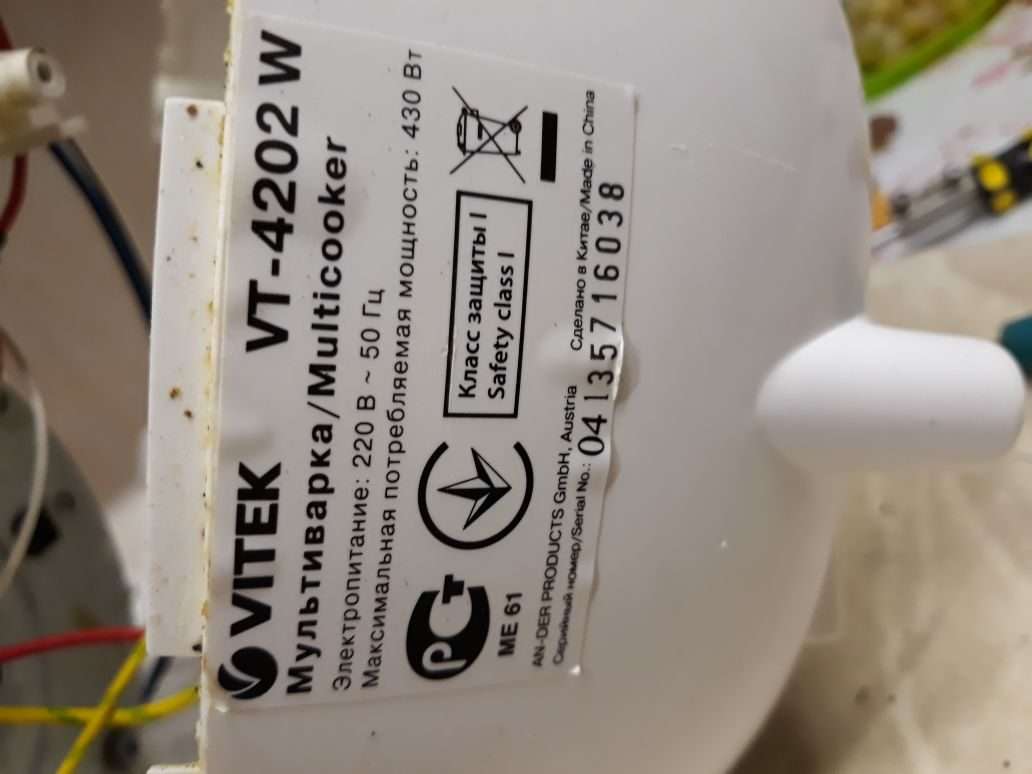 VITEK VT-4202 W
Мультиварка/Multicooker
Электропитание: 220 В ~ 50 Гц
Максимальная потребляемая мощность: 430 Вт
РСТ
ME 61
Класс защиты I
Safety class I
AN-DER PRODUCTS GmbH, Austria Сделано в Китае/Made in China
Серийный номер/Serial No.: 04135716038